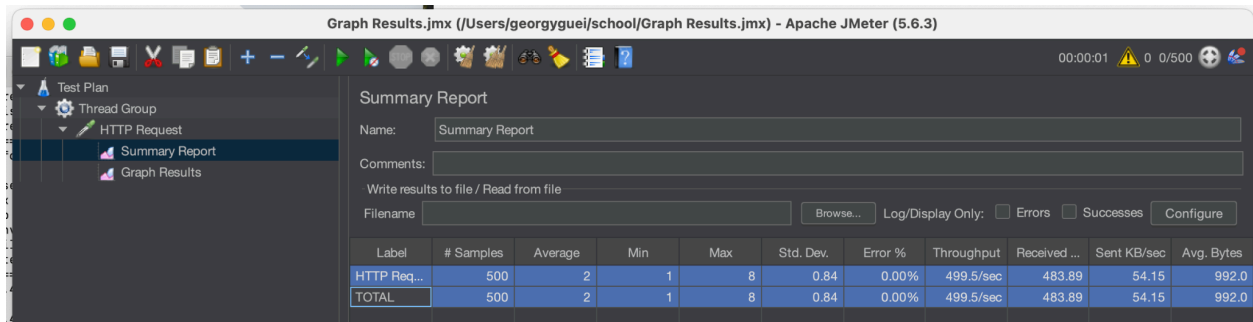 Graph Results.jmx (/Users/georgyguei/school/Graph Results.jmx) - Apache JMeter (5.6.3)
STOP
00:00:01 0 0/500
Test Plan
Thread Group
HTTP Request
Summary Report
Graph Results
Summary Report
Name: Summary Report
Comments:
Write results to file / Read from file
Filename Browse... Log/Display Only: Errors Successes Configure
Label # Samples Average Min Max Std. Dev. Error % Throughput Received ... Sent KB/sec Avg. Bytes
HTTP Req... 500 2 1 8 0.84 0.00% 499.5/sec 483.89 54.15 992.0
TOTAL 500 2 1 8 0.84 0.00% 499.5/sec 483.89 54.15 992.0